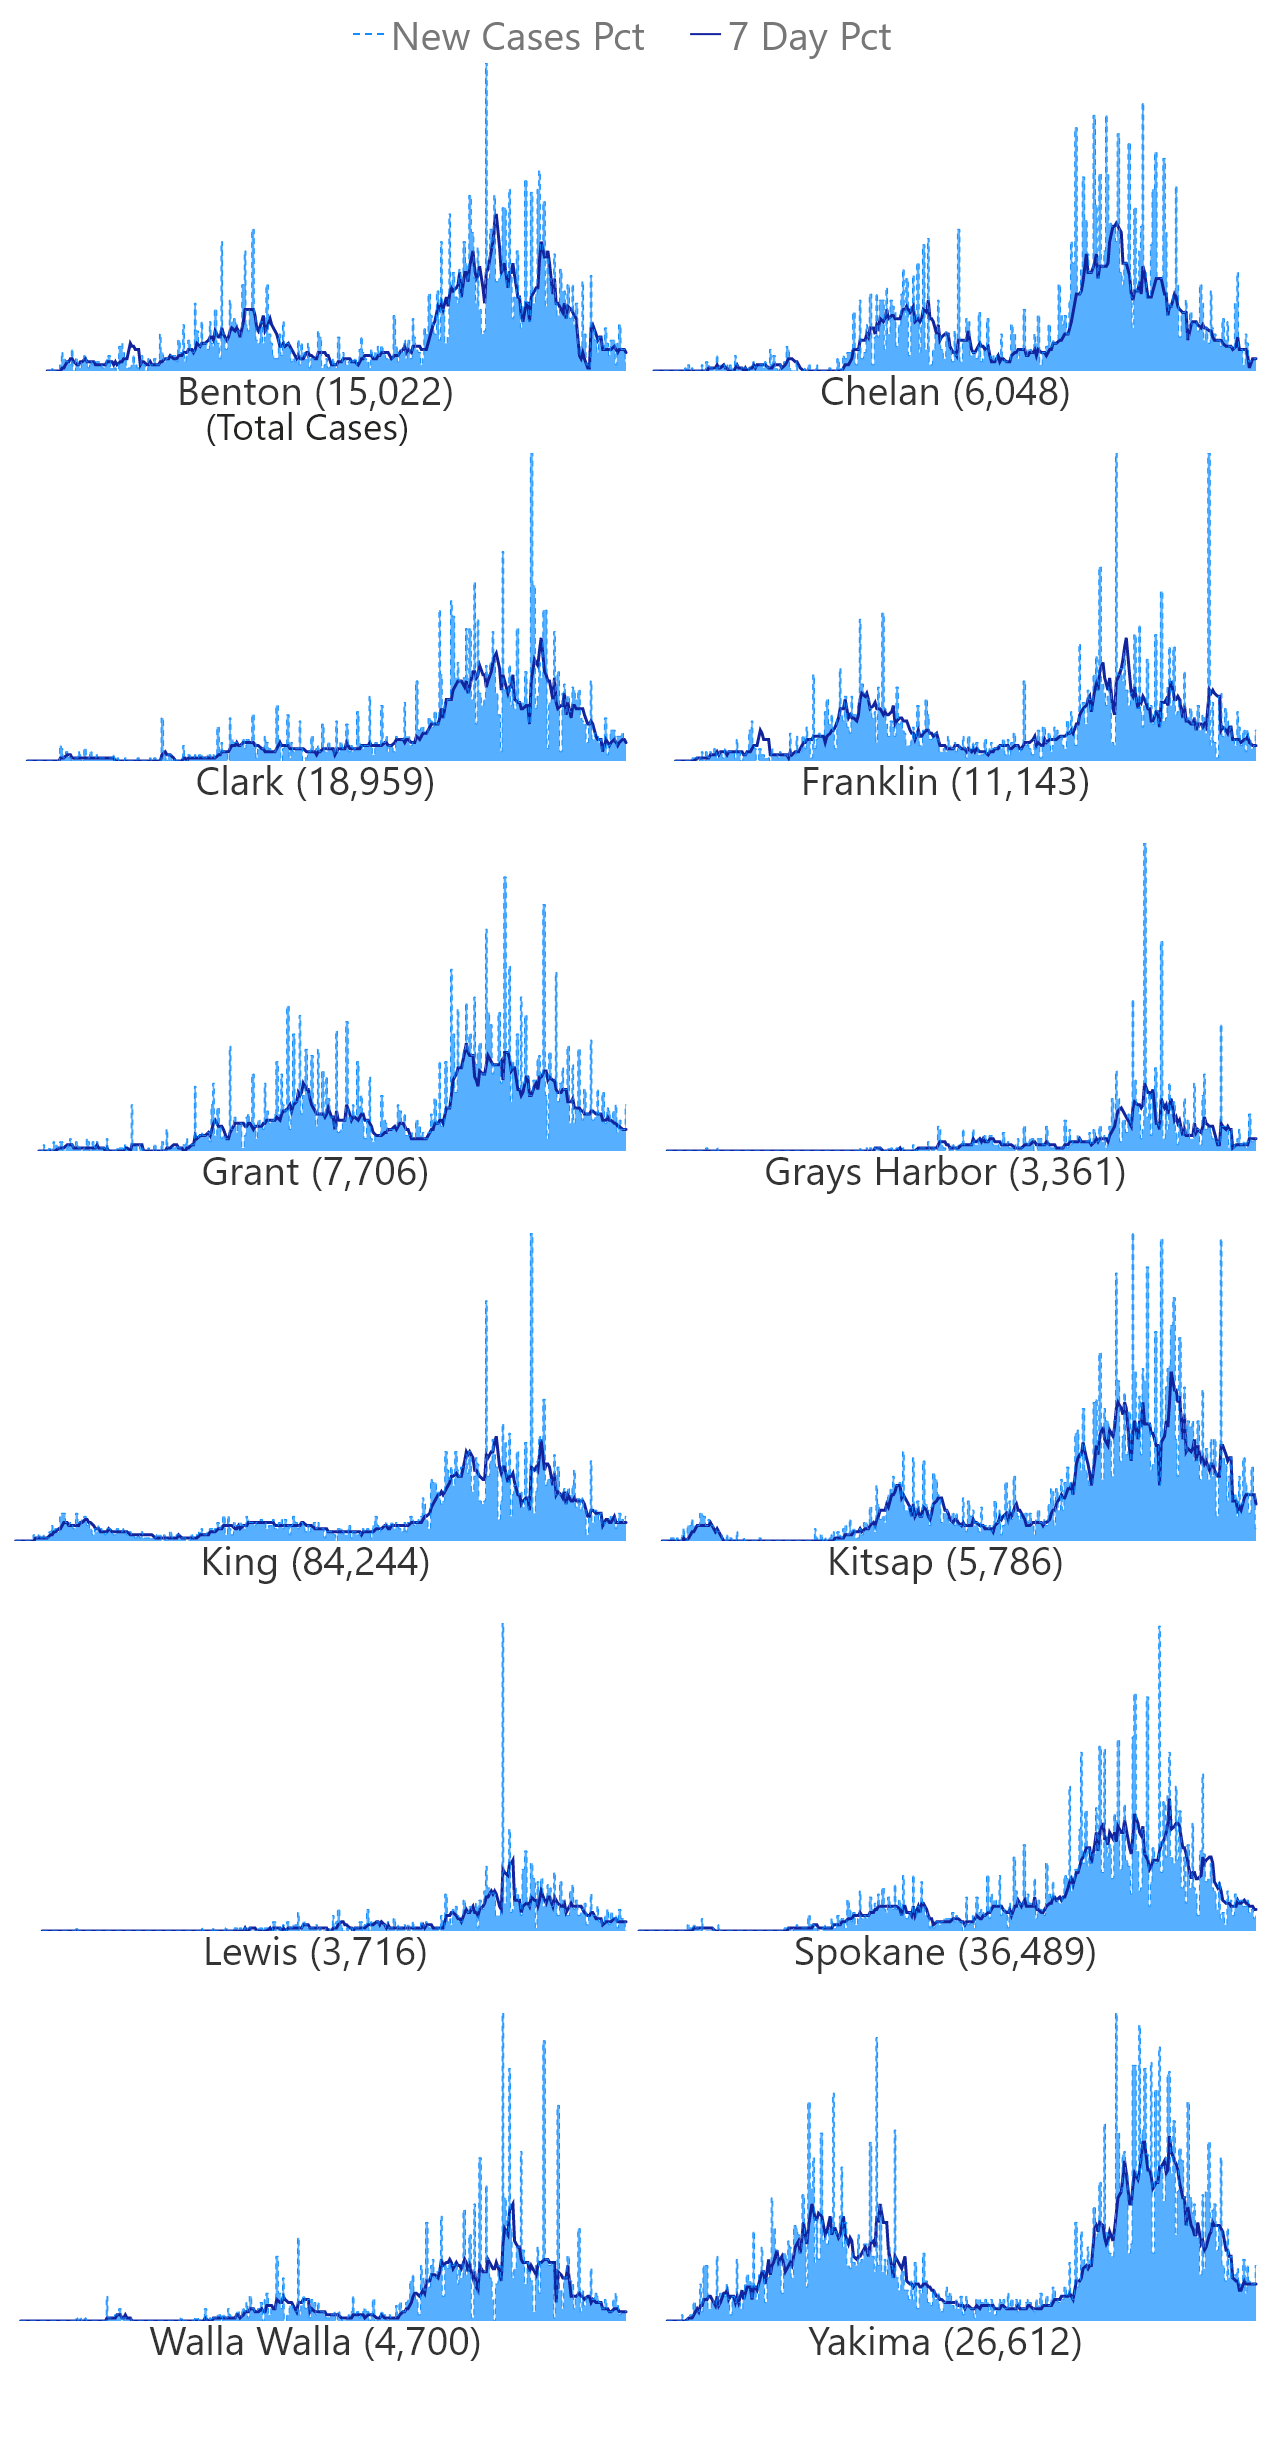 New Cases Pct 7 Day Pct
Benton (15,022) Chelan (6,048)
(Total Cases)
Clark (18,959) Franklin (11,143)
Grant (7,706) Grays Harbor (3,361)
King (84,244) Kitsap (5,786)
Lewis (3,716) Spokane (36,489)
Walla Walla (4,700) Yakima (26,612)